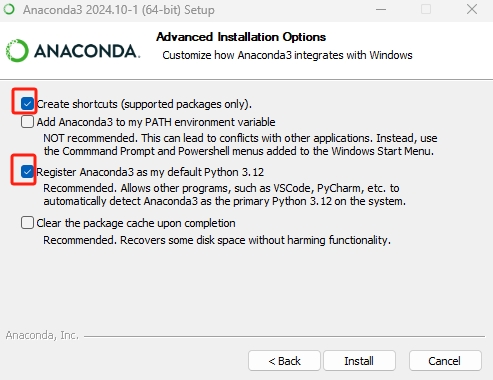 Anaconda3 2024.10-1 (64-bit) Setup
ANACONDA.
Advanced Installation Options
Customize how Anaconda3 integrates with Windows
Create shortcuts (supported packages only).
Add Anaconda3 to my PATH environment variable
NOT recommended. This can lead to conflicts with other applications. Instead, use
the Commmand Prompt and Powershell menus added to the Windows Start Menu.
Register Anaconda3 as my default Python 3.12
Recommended. Allows other programs, such as VSCode, PyCharm, etc. to
automatically detect Anaconda3 as the primary Python 3.12 on the system.
Clear the package cache upon completion
Recommended. Recovers some disk space without harming functionality.
Anaconda, Inc.
< Back
Install
Cancel